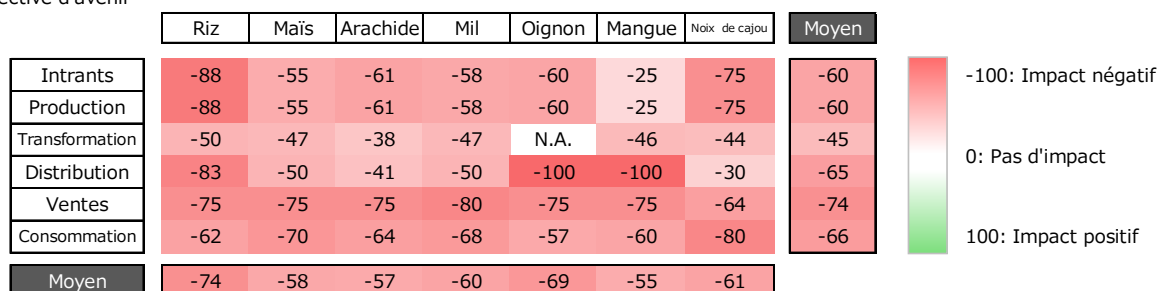 d'avenir
Riz Maïs Arachide Mil Oignon Mangue Noix de cajou Moyen
Intrants -88 -55 -61 -58 -60 -25 -75 -60
Production -88 -55 -61 -58 -60 -25 -75 -60
Transformation -50 -47 -38 -47 N.A. -46 -44 -45
Distribution -83 -50 -41 -50 -100 -100 -30 -65
Ventes -75 -75 -75 -80 -75 -75 -64 -74
Consommation -62 -70 -64 -68 -57 -60 -80 -66
Moyen -74 -58 -57 -60 -69 -55 -61
-100: Impact négatif
0: Pas d'impact
100: Impact positif